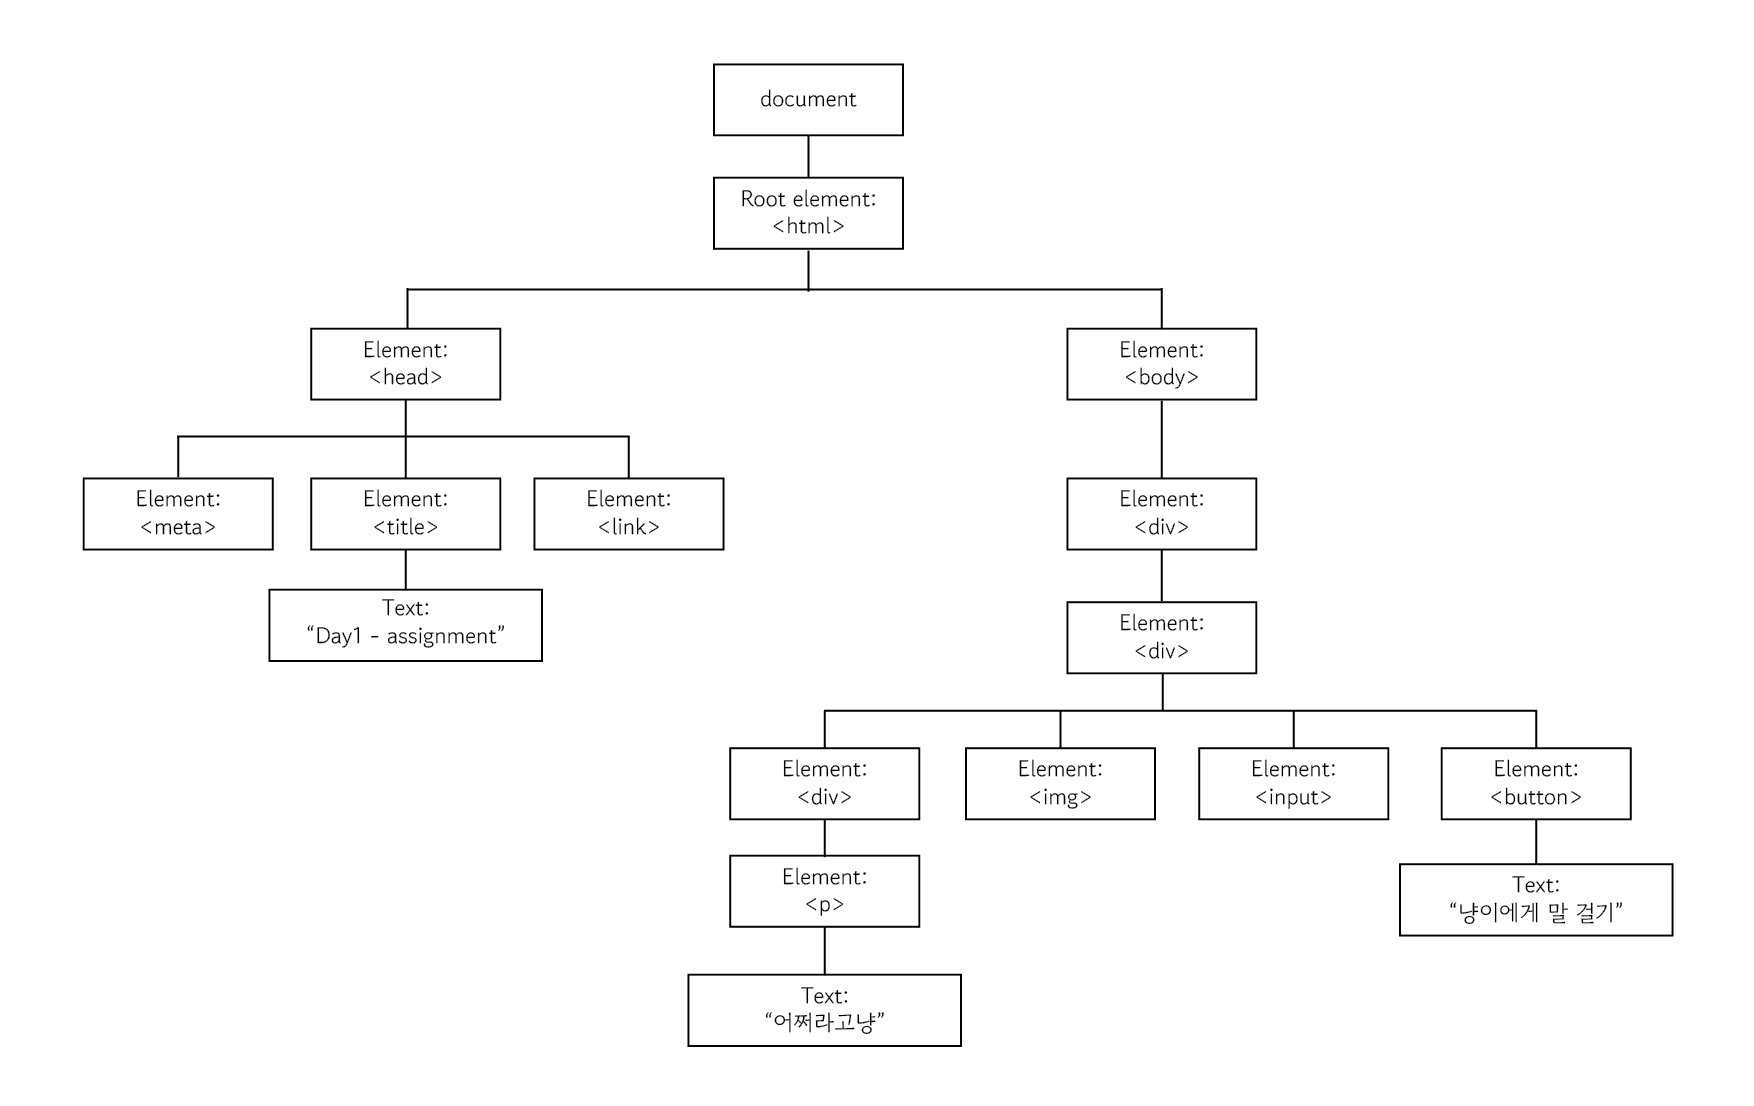 document
Root element:
<html>
Element:
<head>
Element:
<body>
Element:
<meta>
Element:
<title>
Element:
<link>
Element:
<div>
Text:
“Day1 - assignment”
Element:
<div>
Element:
<div>
Element:
<img>
Element:
<input>
Element:
<button>
Element:
<p>
Text:
“냥이에게 말 걸기”
Text:
“어쩌라고냥”